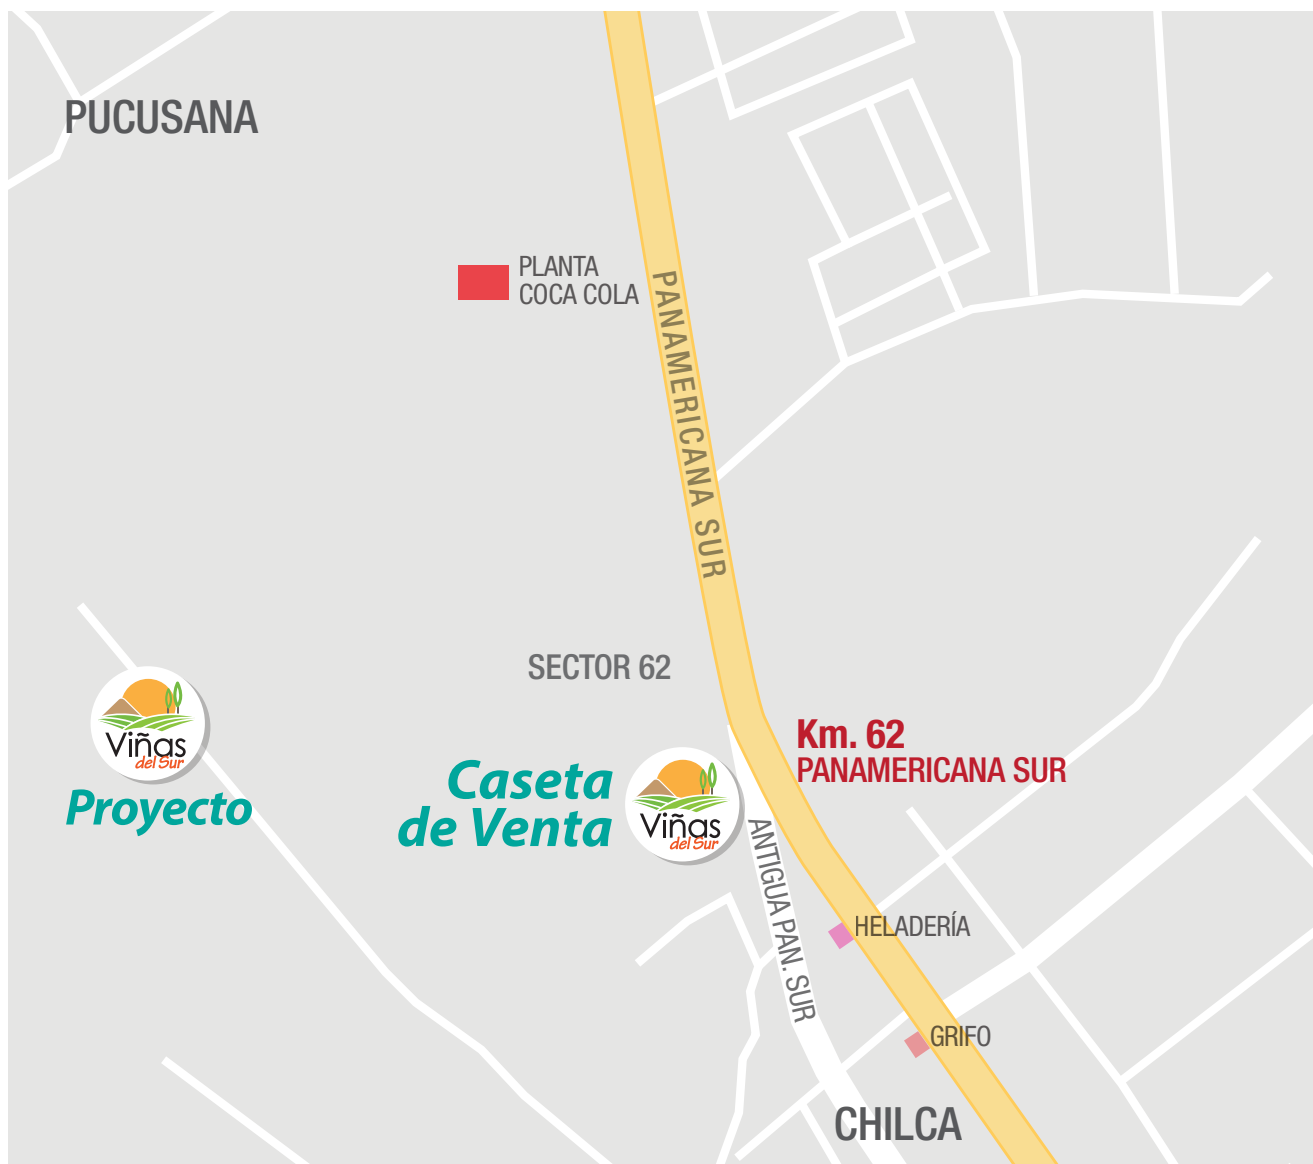 PUCUSANA
PLANTA
COCA COLA
PANAMERICANA SUR
SECTOR 62
Viñas
del Sur
Proyecto
Km. 62
PANAMERICANA SUR
Caseta
de Venta
Viñas
del Sur
ANTIGUA PAN. SUR
HELADERÍA
GRIFO
CHILCA